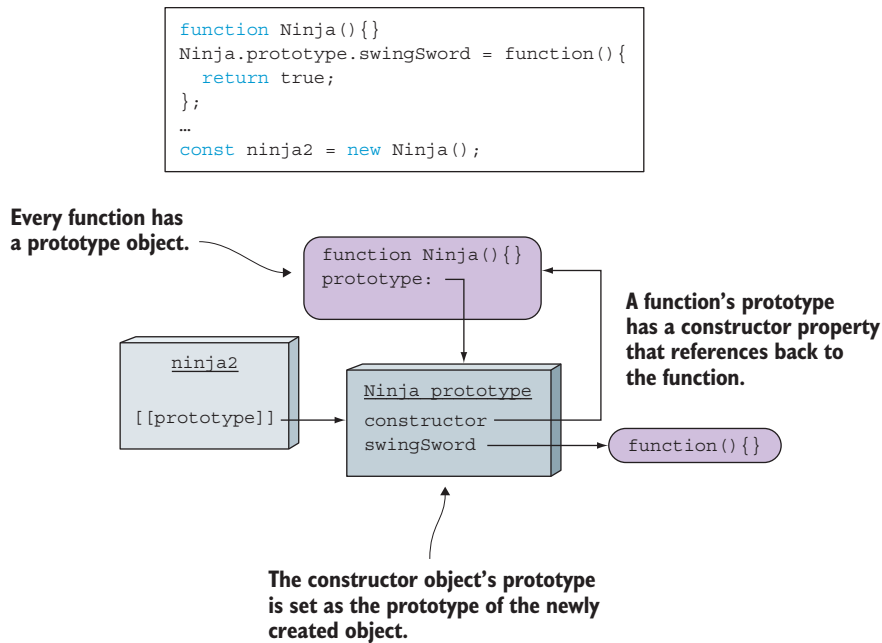 function Ninja(){}
Ninja.prototype.swingSword = function(){
  return true;
};
…
const ninja2 = new Ninja();
Every function has
a prototype object.
function Ninja(){}
prototype:
A function’s prototype
has a constructor property
that references back to
the function.
ninja2
[[prototype]]
Ninja prototype
constructor
swingSword
function(){}
The constructor object’s prototype
is set as the prototype of the newly
created object.